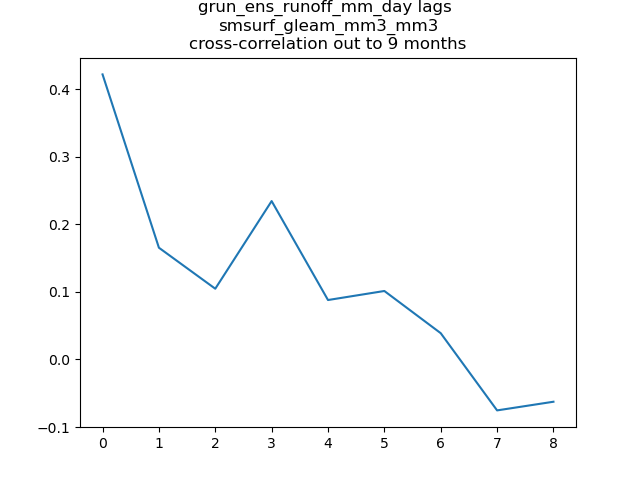 grun_ens_runoff_mm_day lags
smsurf_gleam_mm3_mm3
cross-correlation out to 9 months
0.4
0.3
0.2
0.1
0.0
−0.1
0 1 2 3 4 5 6 7 8